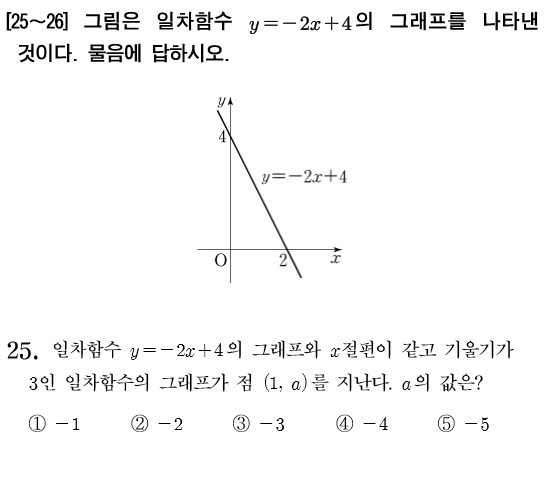 [25～26] 그림은 일차함수 y=-2x+4의 그래프를 나타낸
것이다. 물음에 답하시오.
y
4
y=-2x+4
O
2
x
25. 일차함수 y=-2x+4의 그래프와 x절편이 같고 기울기가
3인 일차함수의 그래프가 점 (1, a)를 지난다. a의 값은?
① -1 ② -2 ③ -3 ④ -4 ⑤ -5